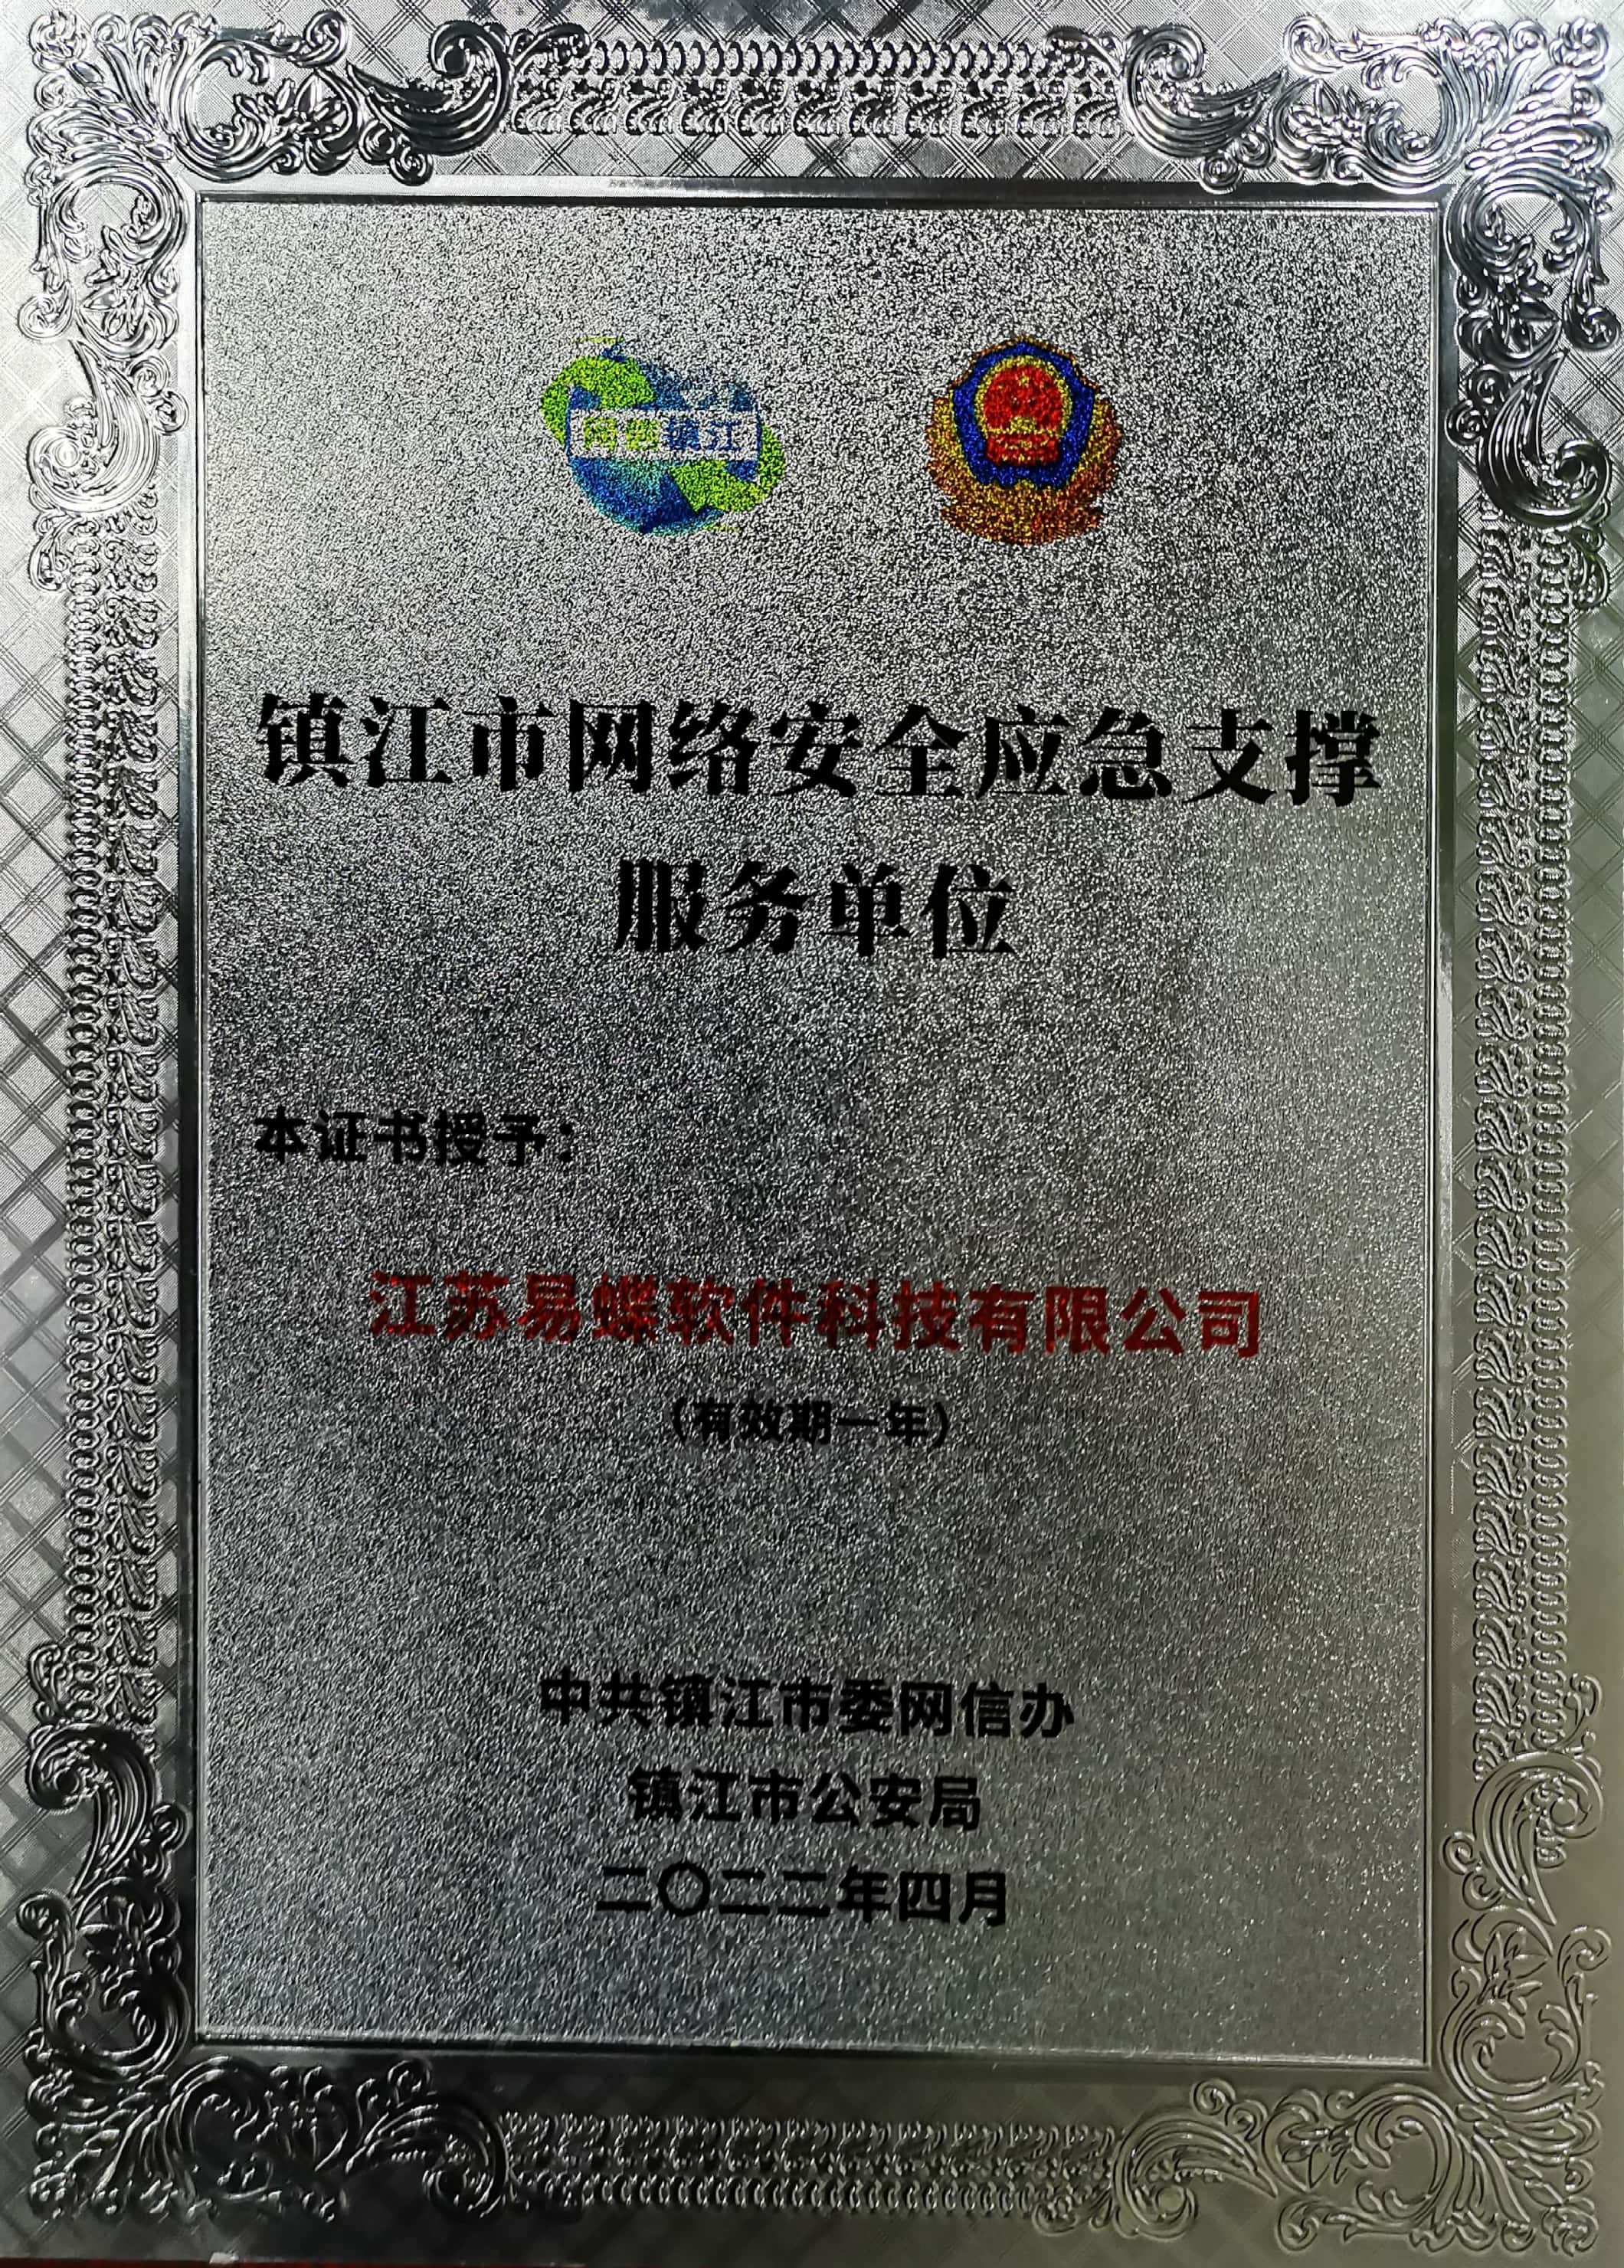 网信镇江
镇江市网络安全应急支撑
服务单位
本证书授予：
江苏易蝶软件科技有限公司
（有效期一年）
中共镇江市委网信办
镇江市公安局
二〇二二年四月